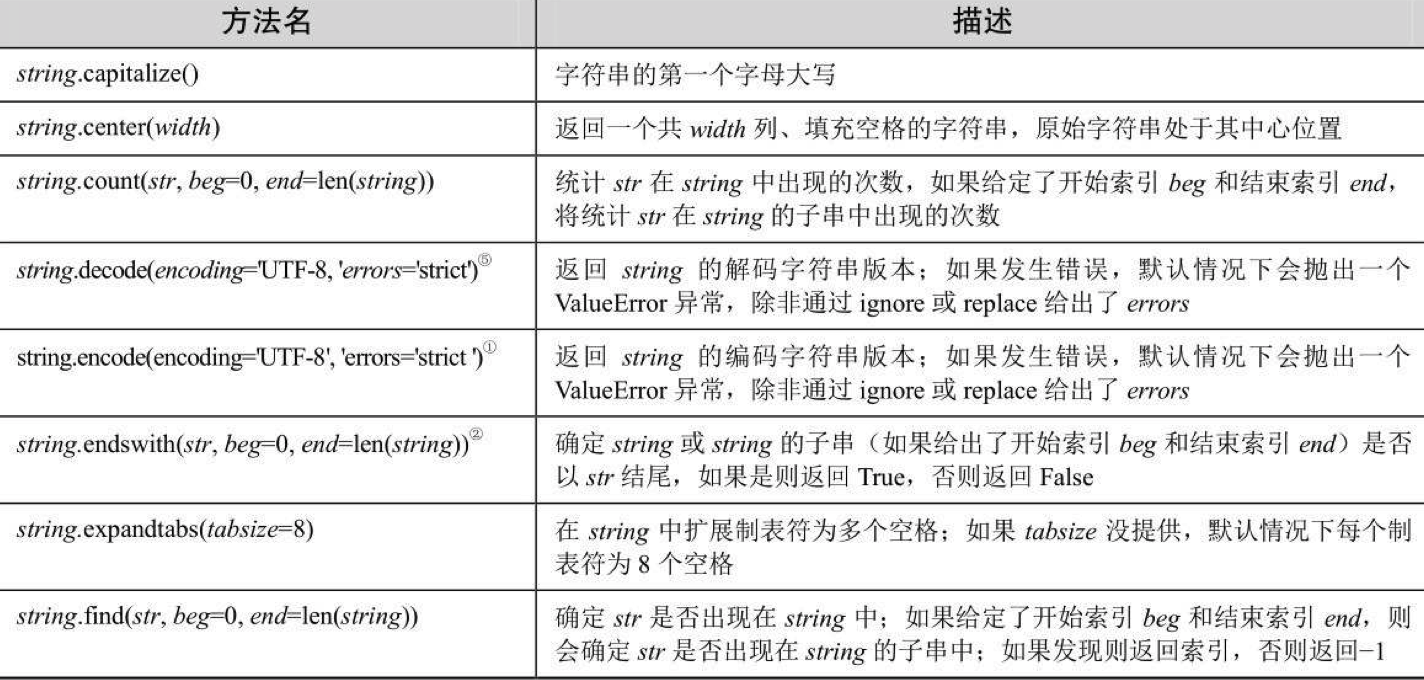 方法名 描述
string.capitalize() 字符串的第一个字母大写
string.center(width) 返回一个共 width 列、填充空格的字符串，原始字符串处于其中心位置
string.count(str, beg=0, end=len(string)) 统计 str 在 string 中出现的次数，如果给定了开始索引 beg 和结束索引 end，
将统计 str 在 string 的子串中出现的次数
string.decode(encoding='UTF-8, 'errors='strict')⑤ 返回 string 的解码字符串版本；如果发生错误，默认情况下会抛出一个
ValueError 异常，除非通过 ignore 或 replace 给出了 errors
string.encode(encoding='UTF-8', 'errors='strict ')① 返回 string 的编码字符串版本；如果发生错误，默认情况下会抛出一个
ValueError 异常，除非通过 ignore 或 replace 给出了 errors
string.endswith(str, beg=0, end=len(string))② 确定 string 或 string 的子串（如果给出了开始索引 beg 和结束索引 end）是否
以 str 结尾，如果是则返回 True，否则返回 False
string.expandtabs(tabsize=8) 在 string 中扩展制表符为多个空格；如果 tabsize 没提供，默认情况下每个制
表符为 8 个空格
string.find(str, beg=0, end=len(string)) 确定 str 是否出现在 string 中；如果给定了开始索引 beg 和结束索引 end，则
会确定 str 是否出现在 string 的子串中；如果发现则返回索引，否则返回−1